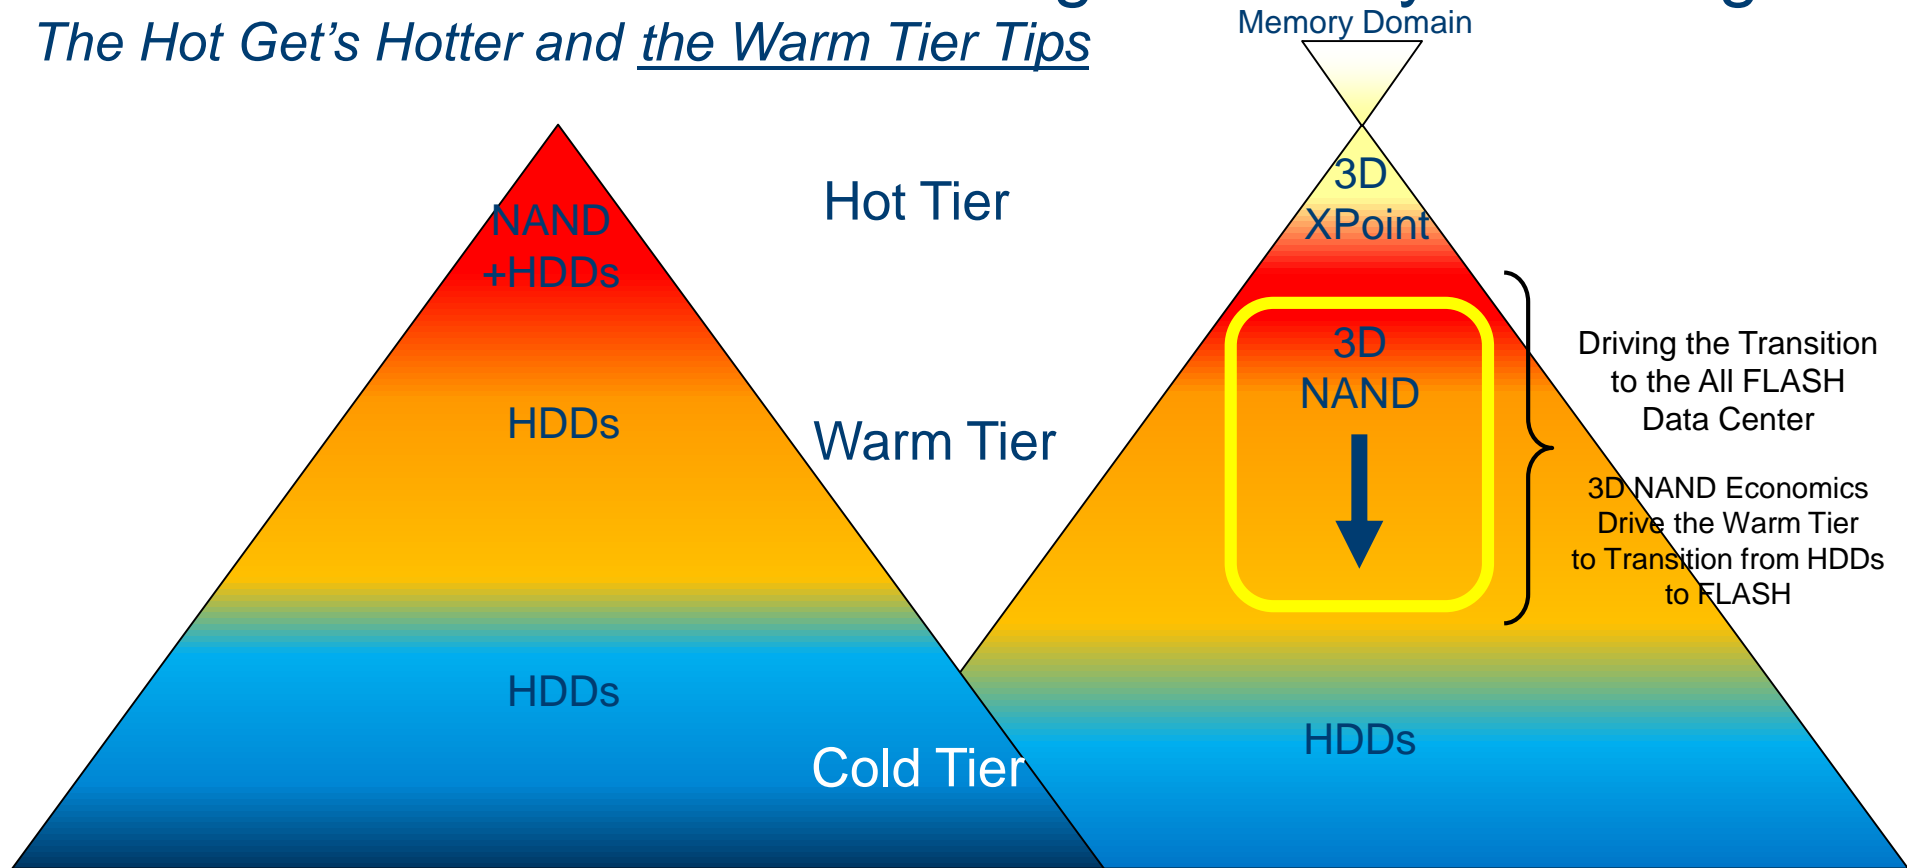 Memory Domain
The Hot Get's Hotter and the Warm Tier Tips
NAND
+HDDs
HDDs
HDDs
Hot Tier
Warm Tier
Cold Tier
3D
XPoint
3D
NAND
HDDs
Driving the Transition
to the All FLASH
Data Center
3D NAND Economics
Drive the Warm Tier
to Transition from HDDs
to FLASH